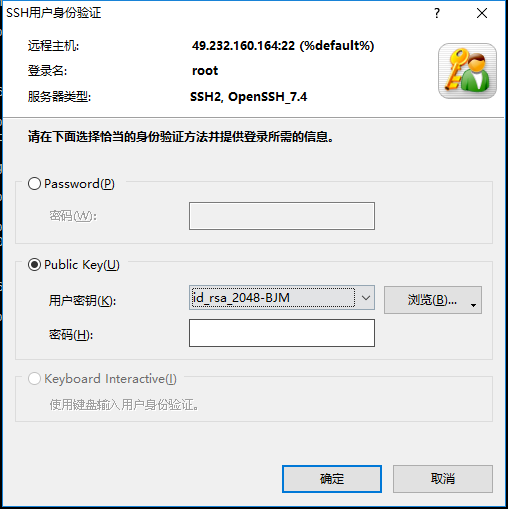 SSH用户身份验证
远程主机: 49.232.160.164:22 (%default%)
登录名: root
服务器类型: SSH2, OpenSSH_7.4
请在下面选择恰当的身份验证方法并提供登录所需的信息。
Password(P)
密码(W):
Public Key(U)
用户密钥(K): id_rsa_2048-BJM 浏览(B)...
密码(H):
Keyboard Interactive(I)
使用键盘输入用户身份验证。
确定 取消